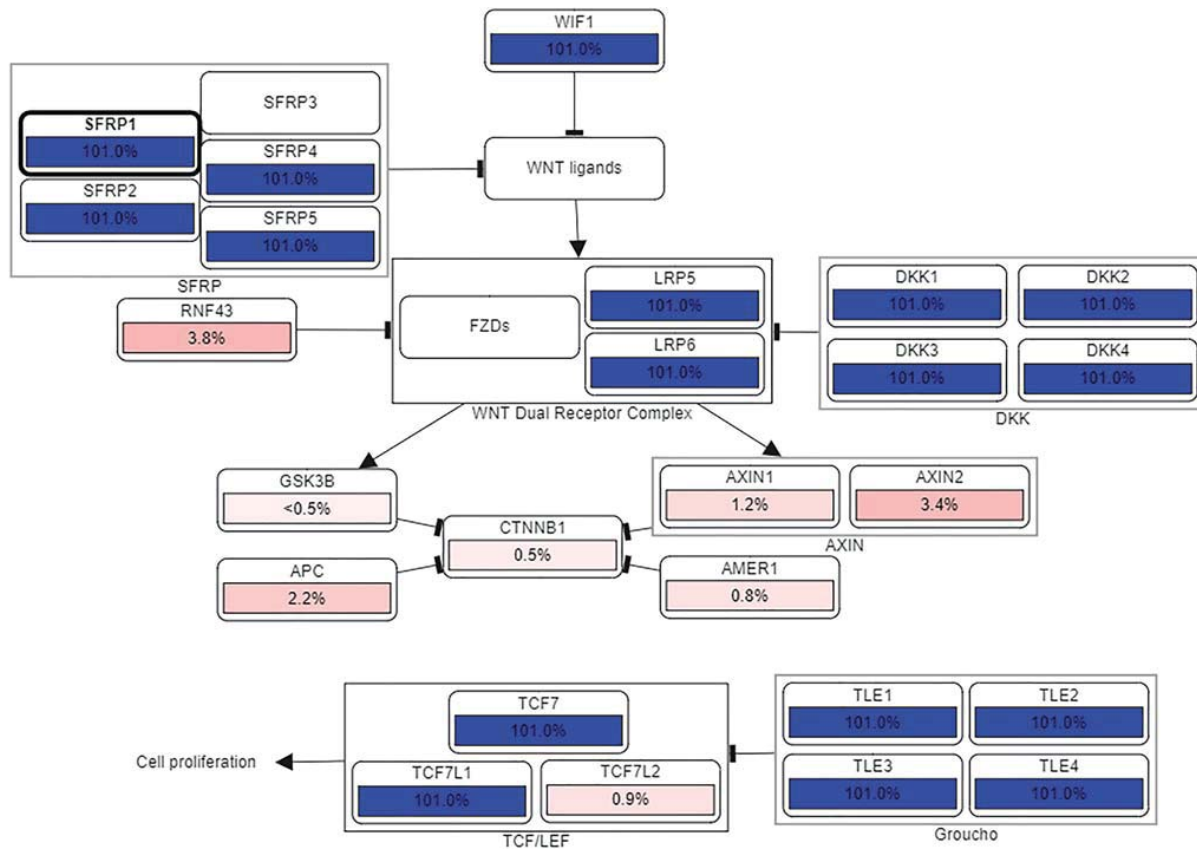 WIF1
101.0%
SFRP3
SFRP1
101.0%
SFRP4
101.0%
SFRP2
101.0%
SFRP5
101.0%
SFRP
WNT ligands
RNF43
3.8%
FZDs
LRP5
101.0%
LRP6
101.0%
WNT Dual Receptor Complex
DKK1
101.0%
DKK2
101.0%
DKK3
101.0%
DKK4
101.0%
DKK
GSK3B
<0.5%
AXIN1
1.2%
AXIN2
3.4%
AXIN
CTNNB1
0.5%
APC
2.2%
AMER1
0.8%
TCF7
101.0%
TCF7L1
101.0%
TCF7L2
0.9%
TCF/LEF
Cell proliferation
TLE1
101.0%
TLE2
101.0%
TLE3
101.0%
TLE4
101.0%
Groucho